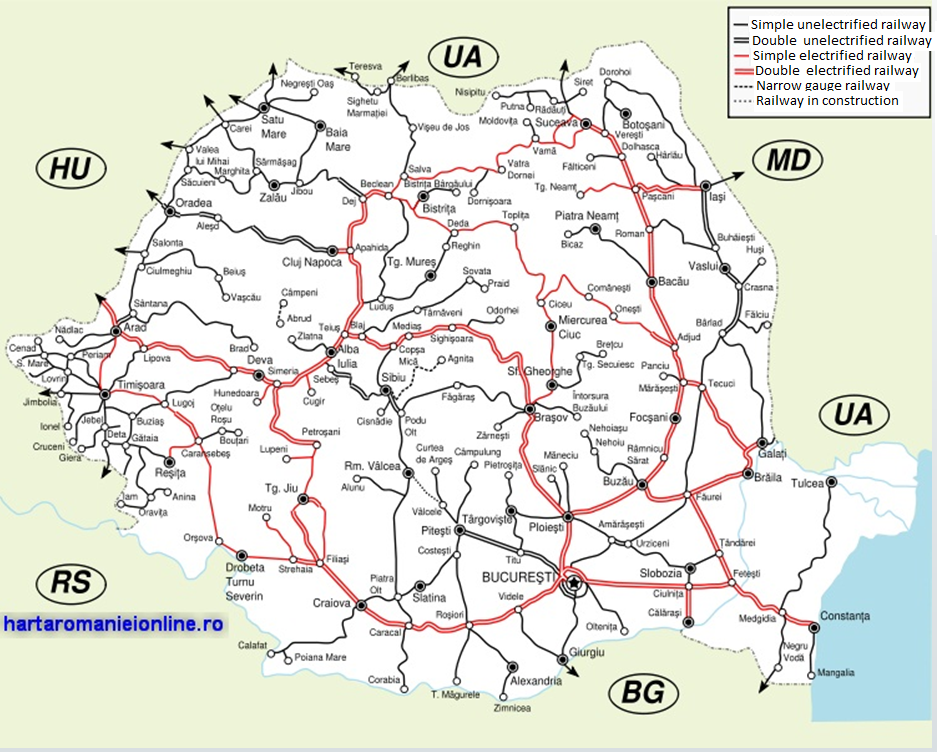 Simple unelectrified railway
Double unelectrified railway
Simple electrified railway
Double electrified railway
Narrow gauge railway
Railway in construction
UA
HU
MD
UA
RS
BG
hartaromanieionline.ro
Teresva
Berlibas
Negrești Oaș
Sighetu
Marmației
Satu
Mare
Baia
Mare
Carei
Vișeu de Jos
Nisipitu
Putna
Rădăuți
Siret
Dorohoi
Moldovița
Suceava
Botoșani
Verești
Dolhasca
Vamă
Fălticeni
Hârlău
Valea
lui Mihai
Marghita
Săcuieni
Sărmășag
Zalău
Jibou
Salva
Beclean
Bistrița Bârgăului
Vatra
Dornei
Dornișoara
Tg. Neamț
Pașcani
Iași
Oradea
Aleșd
Dej
Bistrița
Deda
Toplița
Piatra Neamț
Bicaz
Roman
Buhăiești
Huși
Salonta
Ciulmeghiu
Beiuș
Vașcău
Cluj Napoca
Apahida
Reghin
Tg. Mureș
Sovata
Praid
Vaslui
Crasna
Bacău
Câmpeni
Abrud
Luduș
Târnăveni
Odorhei
Ciceu
Comănești
Onești
Miercurea
Ciuc
Bârlad
Fălciu
Sântana
Arad
Nădlac
Zlatna
Teiuș
Blaj
Mediaș
Sighișoara
Adjud
Cenad
S. Mare
Periam
Lovrin
Lipova
Brad
Deva
Simeria
Alba
Iulia
Copșa
Mică
Agnita
Brețcu
Tg. Secuiesc
Sf. Gheorghe
Panciu
Mărășești
Tecuci
Jimbolia
Timișoara
Hunedoara
Sebeș
Cugir
Sibiu
Cisnădie
Făgăraș
Întorsura
Buzăului
Brașov
Ionel
Cruceni
Giera
Jebel
Deta
Buziaș
Gătaia
Lugoj
Oțelu
Roșu
Bouțari
Caransebeș
Petroșani
Lupeni
Podu
Olt
Zărnești
Nehoiașu
Nehoiu
Focșani
Râmnicu
Sărat
Galați
Brăila
Tulcea
Reșița
Iam
Oravița
Anina
Rm. Vâlcea
Alunu
Curtea
de Argeș
Câmpulung
Pietroșița
Măneciu
Slănic
Buzău
Făurei
Tg. Jiu
Motru
Vâlcele
Târgoviște
Ploiești
Amărăști
Urziceni
Orșova
Pitești
Costești
Titu
Țăndărei
Drobeta
Turnu
Severin
Strehaia
Filiași
BUCUREȘTI
Slobozia
Fetești
Ciulnița
Craiova
Piatra
Olt
Slatina
Roșiori
Videle
Călărași
Medgidia
Constanța
Caracal
Oltenița
Calafat
Poiana Mare
Corabia
T. Măgurele
Alexandria
Zimnicea
Giurgiu
Negru
Vodă
Mangalia